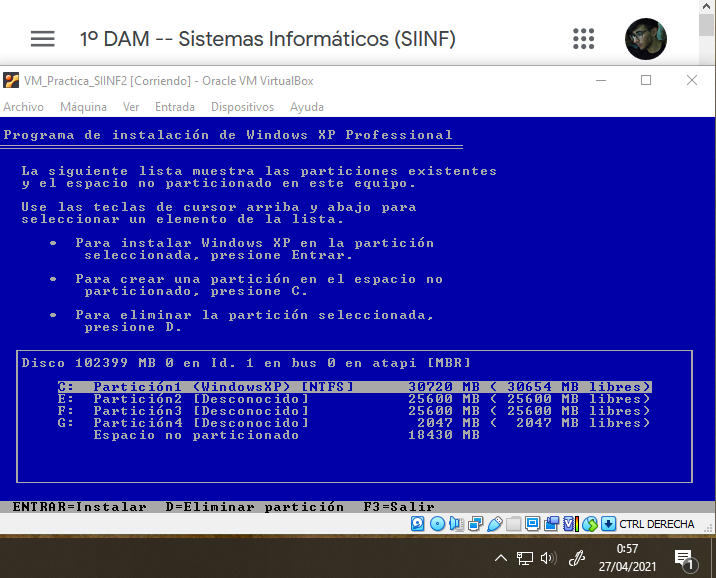 1º DAM -- Sistemas Informáticos (SIINF)
VM_Practica_SIINF2 [Corriendo] - Oracle VM VirtualBox
Archivo Máquina Ver Entrada Dispositivos Ayuda
Programa de instalación de Windows XP Professional
La siguiente lista muestra las particiones existentes
y el espacio no particionado en este equipo.
Use las teclas de cursor arriba y abajo para
seleccionar un elemento de la lista.
• Para instalar Windows XP en la partición
seleccionada, presione Entrar.
• Para crear una partición en el espacio no
particionado, presione C.
• Para eliminar la partición seleccionada,
presione D.
Disco 102399 MB 0 en Id. 1 en bus 0 en atapi [MBR]
C: Partición1 (WindowsXP) [NTFS] 30720 MB ( 30654 MB libres)
E: Partición2 [Desconocido] 25600 MB ( 25600 MB libres)
F: Partición3 [Desconocido] 25600 MB ( 25600 MB libres)
G: Partición4 [Desconocido] 2047 MB ( 2047 MB libres)
Espacio no particionado 18430 MB
ENTRAR=Instalar D=Eliminar partición F3=Salir
CTRL DERECHA
0:57
27/04/2021
1